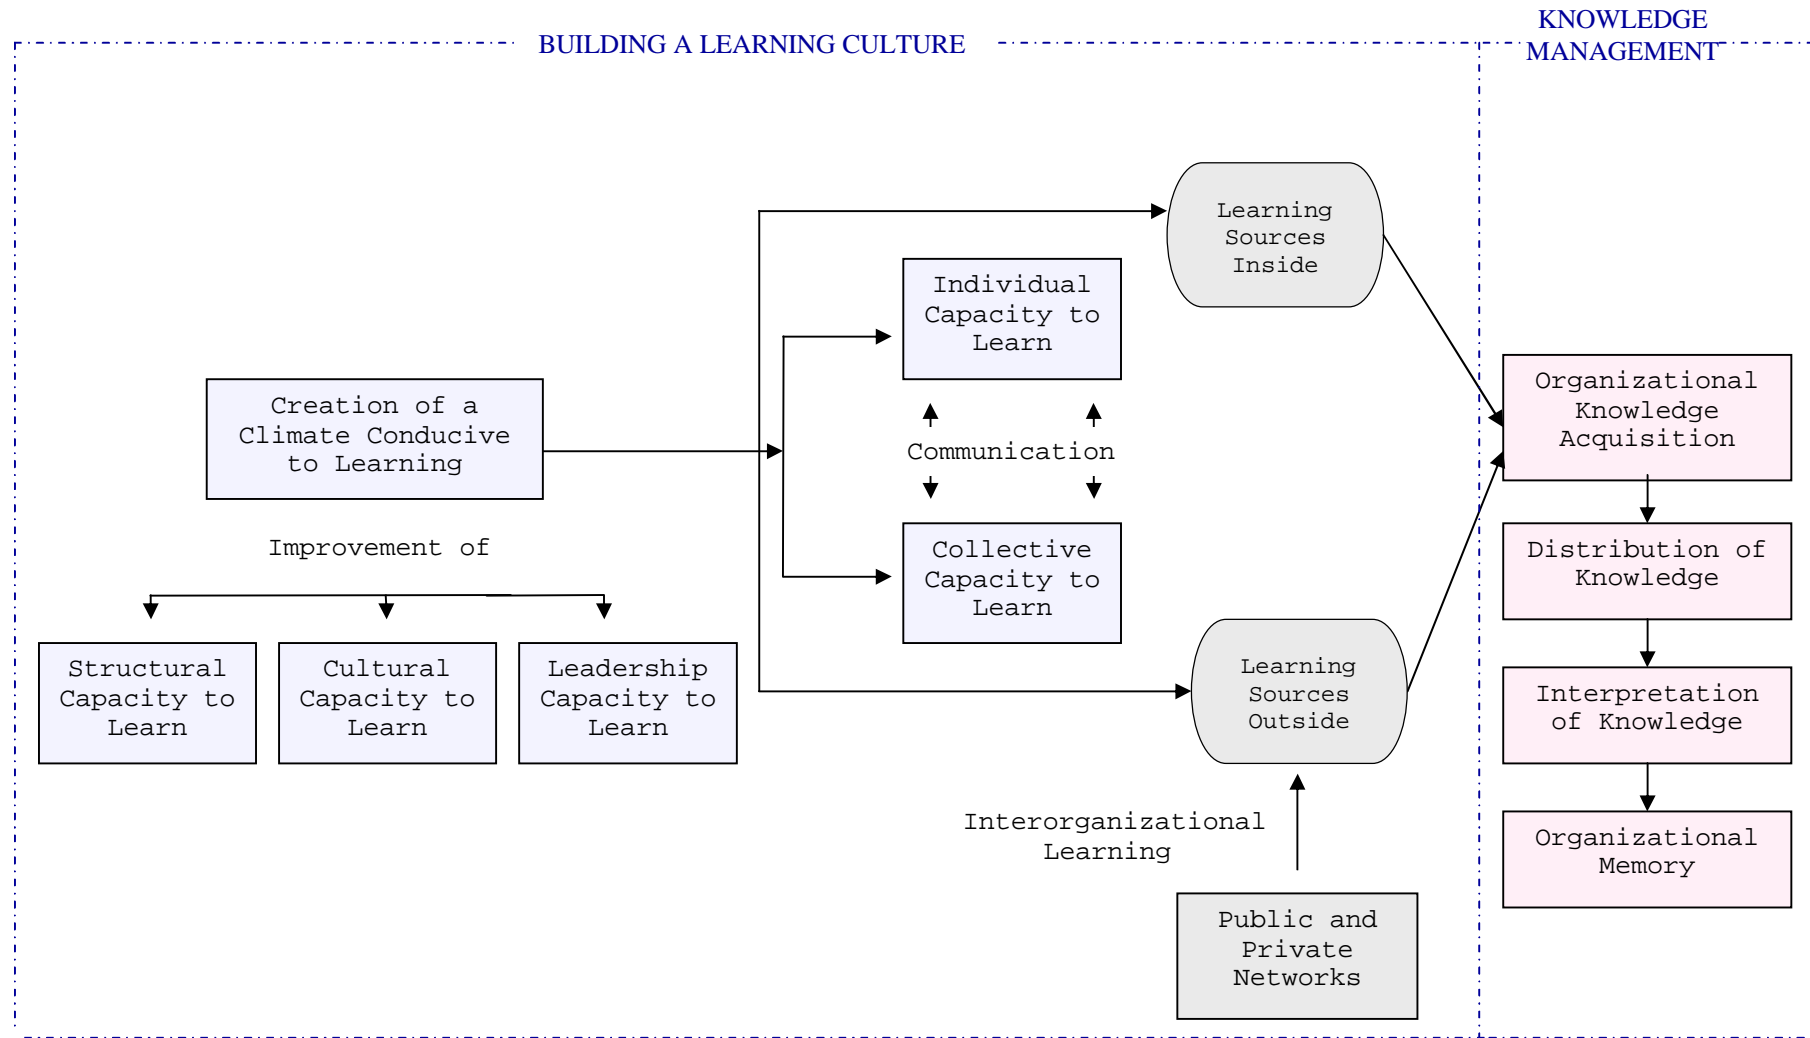 BUILDING A LEARNING CULTURE
KNOWLEDGE
MANAGEMENT
Learning
Sources
Inside
Individual
Capacity to
Learn
Creation of a
Climate Conducive
to Learning
Communication
Organizational
Knowledge
Acquisition
Improvement of
Collective
Capacity to
Learn
Distribution of
Knowledge
Structural
Capacity to
Learn
Cultural
Capacity to
Learn
Leadership
Capacity to
Learn
Learning
Sources
Outside
Interpretation
of Knowledge
Interorganizational
Learning
Organizational
Memory
Public and
Private
Networks